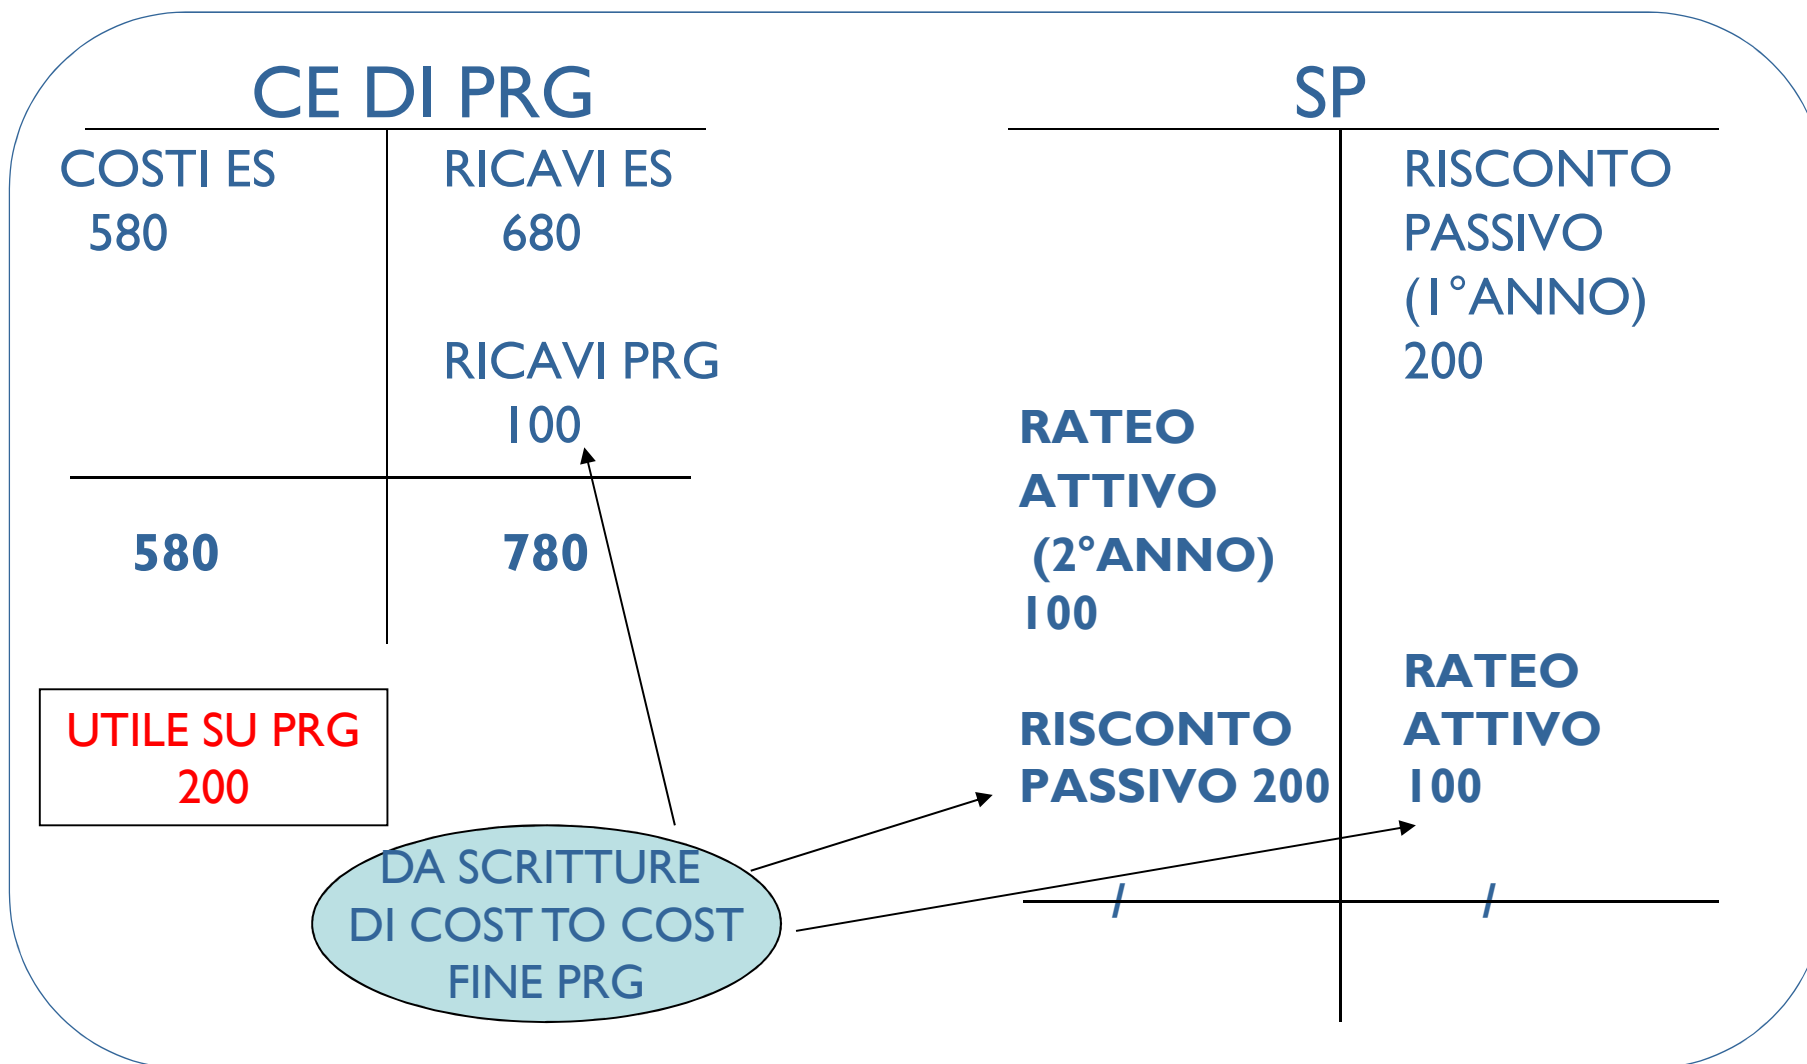 CE DI PRG
COSTI ES
580
RICAVI ES
680
RICAVI PRG
100
580
780
UTILE SU PRG
200
DA SCRITTURE
DI COST TO COST
FINE PRG
SP
RATEO
ATTIVO
(2°ANNO)
100
RISCONTO
PASSIVO 200
/
RISCONTO
PASSIVO
(1°ANNO)
200
RATEO
ATTIVO
100
/